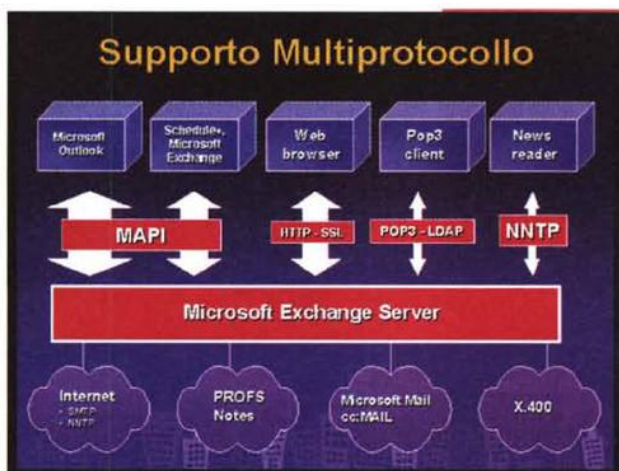 Supporto Multiprotocollo
Microsoft
Outlook
Schedule+,
Microsoft
Exchange
Web
browser
Pop3
client
News
reader
MAPI
HTTP - SSL
POP3 - LDAP
NNTP
Microsoft Exchange Server
Internet
• SMTP
• NNTP
PROFS
Notes
Microsoft Mail
cc:MAIL
X.400